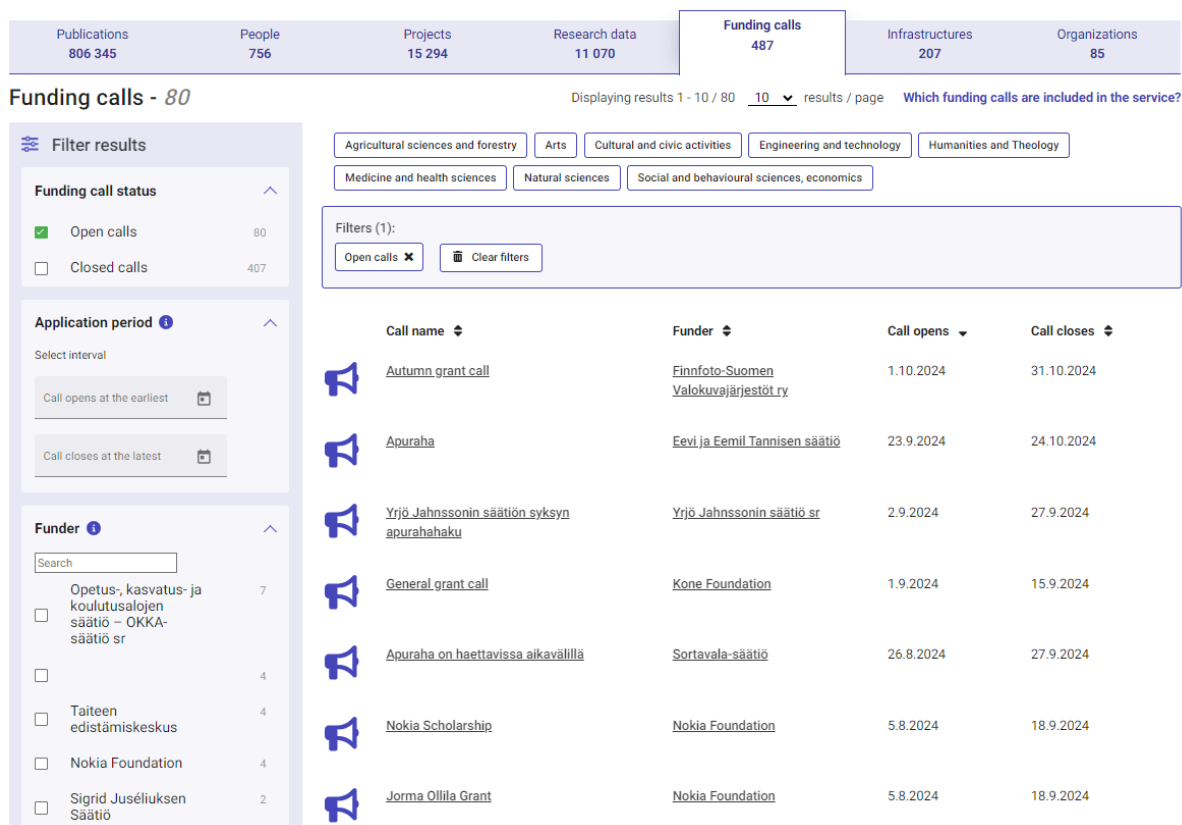 Publications
806 345
People
756
Projects
15 294
Research data
11 070
Funding calls
487
Infrastructures
207
Organizations
85
Funding calls - 80
Displaying results 1 - 10 / 80 10 results / page Which funding calls are included in the service?
Filter results
Funding call status
Open calls 80
Closed calls 407
Application period
Select interval
Call opens at the earliest
Call closes at the latest
Funder
Search
Opetus-, kasvatus- ja 7
koulutusalojen
säätiö – OKKA-
säätiö sr
4
Taiteen 4
edistämiskeskus
Nokia Foundation 4
Sigrid Juséliuksen 2
Säätiö
Agricultural sciences and forestry Arts Cultural and civic activities Engineering and technology Humanities and Theology
Medicine and health sciences Natural sciences Social and behavioural sciences, economics
Filters (1):
Open calls Clear filters
Call name Funder Call opens Call closes
Autumn grant call Finnfoto-Suomen 1.10.2024 31.10.2024
Valokuvajärjestöt ry
Apuraha Eevi ja Eemil Tannisen säätiö 23.9.2024 24.10.2024
Yrjö Jahnssonin säätiön syksyn Yrjö Jahnssonin säätiö sr 2.9.2024 27.9.2024
apurahahaku
General grant call Kone Foundation 1.9.2024 15.9.2024
Apuraha on haettavissa aikavälillä Sortavala-säätiö 26.8.2024 27.9.2024
Nokia Scholarship Nokia Foundation 5.8.2024 18.9.2024
Jorma Ollila Grant Nokia Foundation 5.8.2024 18.9.2024